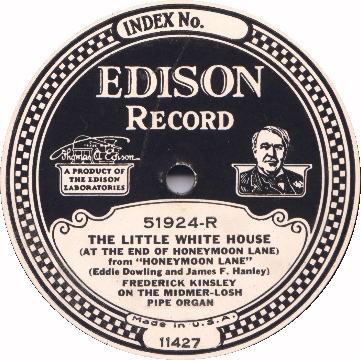 INDEX No.
EDISON
RECORD
Thomas A Edison
A PRODUCT OF
THE EDISON
LABORATORIES
51924-R
THE LITTLE WHITE HOUSE
(AT THE END OF HONEYMOON LANE)
from "HONEYMOON LANE"
(Eddie Dowling and James F. Hanley)
FREDERICK KINSLEY
ON THE MIDMER-LOSH
PIPE ORGAN
Made in U.S.A.
11427